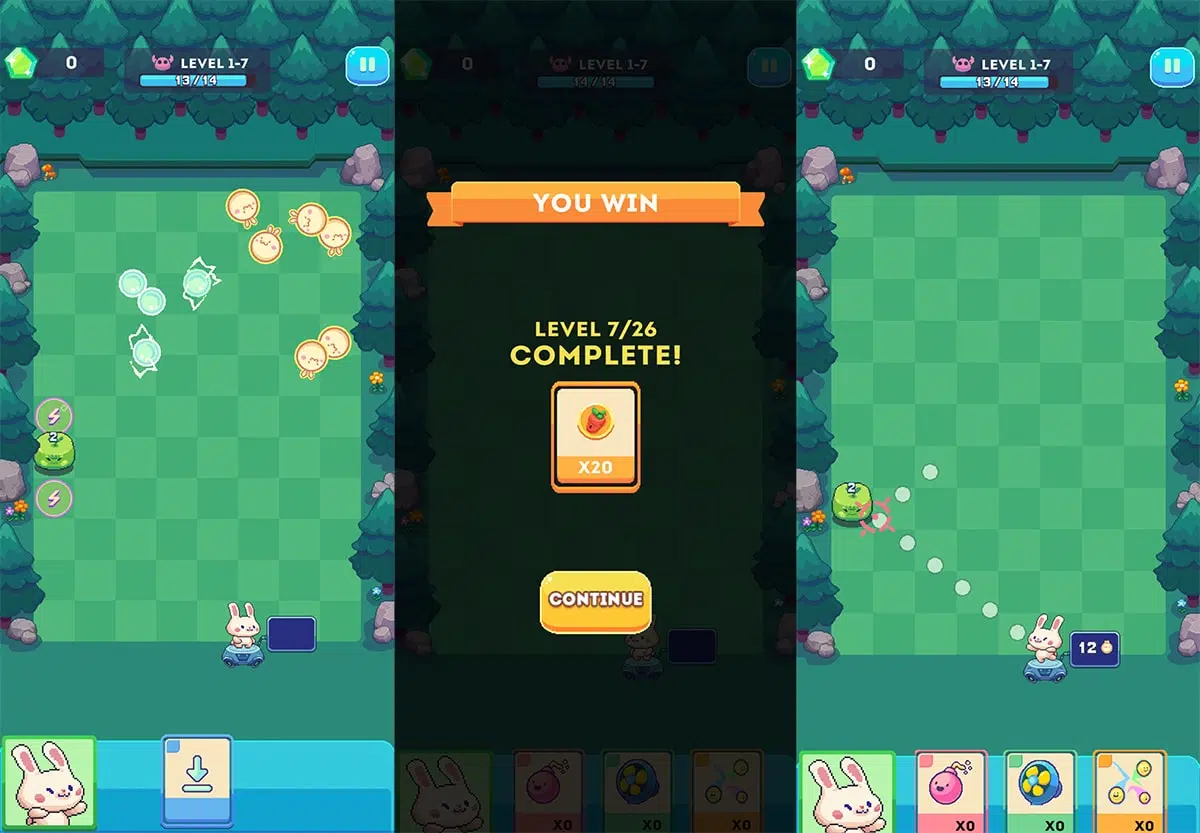 0
LEVEL 1-7
13/14
2
0
LEVEL 1-7
14/14
YOU WIN
LEVEL 7/26
COMPLETE!
X20
CONTINUE
X0
X0
X0
0
LEVEL 1-7
13/14
2
12
X0
X0
X0